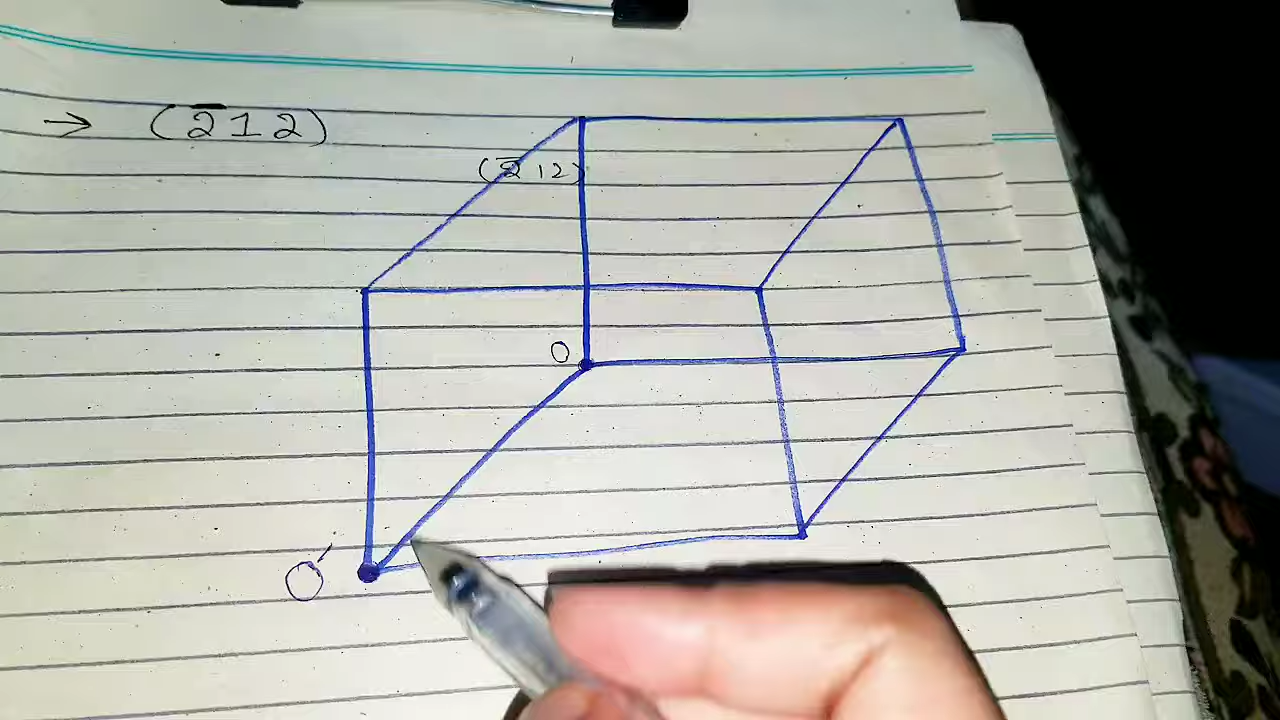 → (2̅12)
(2̅12)
O
O′